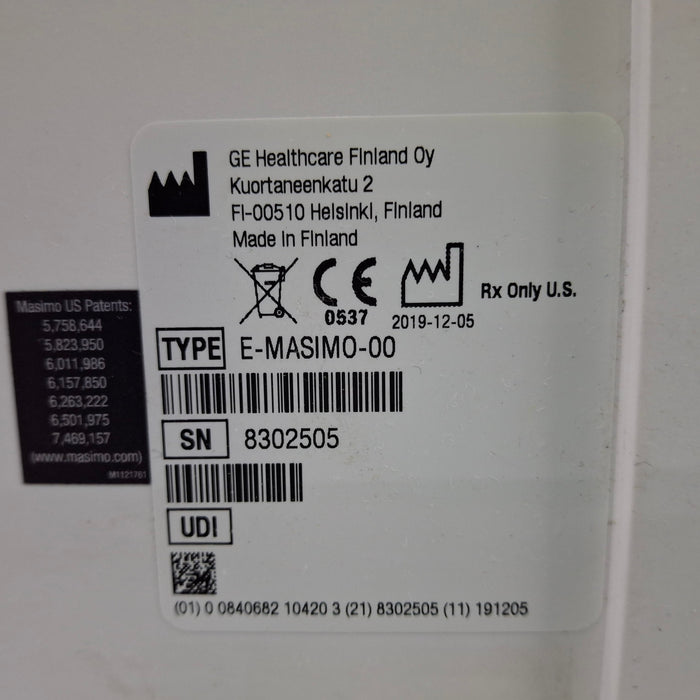 GE Healthcare Finland Oy
Kuortaneenkatu 2
FI-00510 Helsinki, Finland
Made in Finland
CE
0537
2019-12-05
Rx Only U.S.
TYPE E-MASIMO-00
SN 8302505
UDI
(01) 0 0840682 10420 3 (21) 8302505 (11) 191205
Masimo US Patents:
5,758,644
5,823,950
6,011,986
6,157,850
6,263,222
6,501,975
7,469,157
(www.masimo.com)